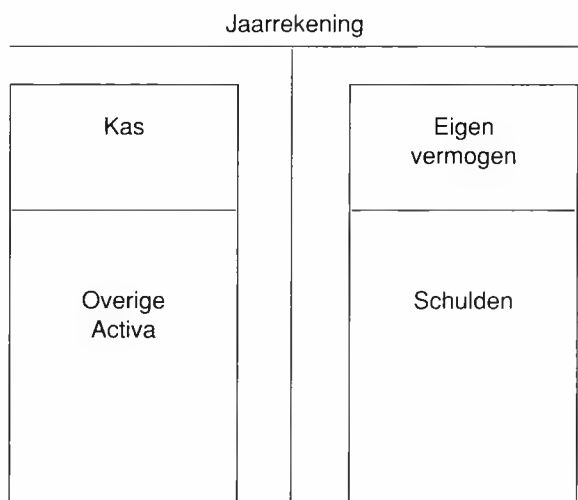 Jaarrekening
Kas
Overige
Activa
Eigen
vermogen
Schulden